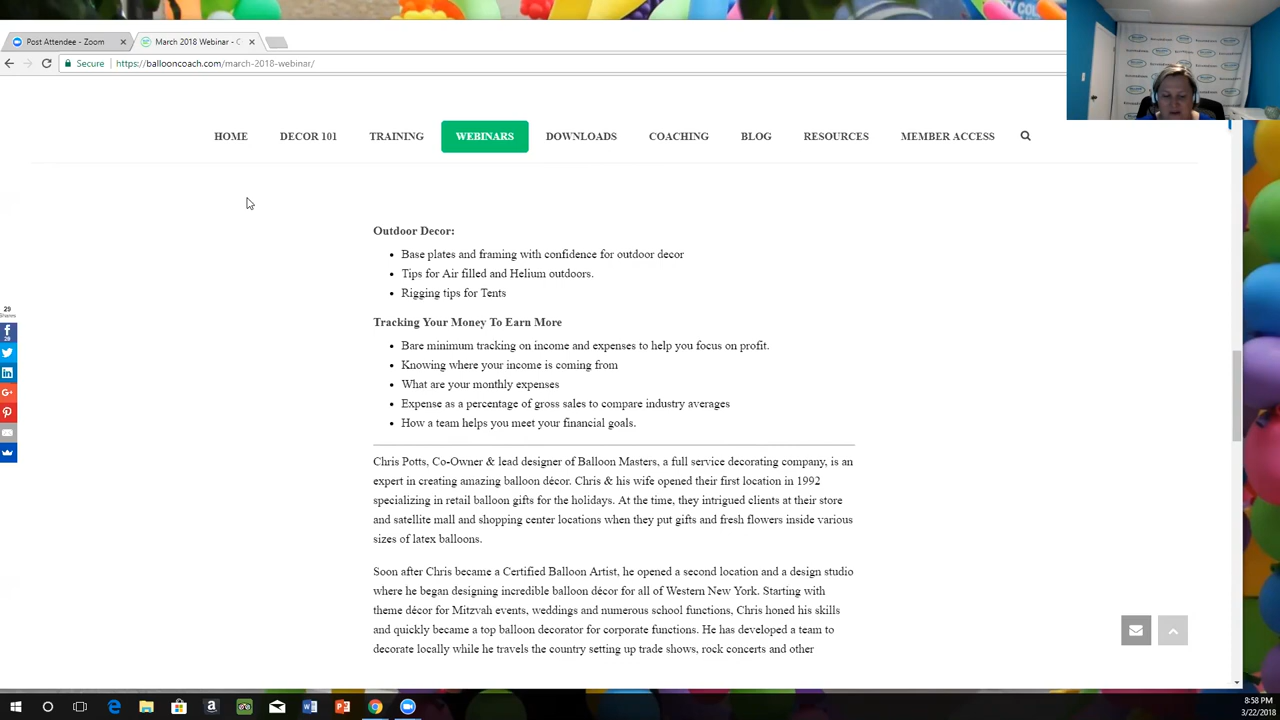 Post Attendee - Zoom
March 2018 Webinar - C
Secure
https://ballooncoach.com/march-2018-webinar/
HOME DECOR 101 TRAINING WEBINARS DOWNLOADS COACHING BLOG RESOURCES MEMBER ACCESS
Outdoor Decor:
• Base plates and framing with confidence for outdoor decor
• Tips for Air filled and Helium outdoors.
• Rigging tips for Tents
29
Shares
28
Tracking Your Money To Earn More
• Bare minimum tracking on income and expenses to help you focus on profit.
• Knowing where your income is coming from
• What are your monthly expenses
• Expense as a percentage of gross sales to compare industry averages
• How a team helps you meet your financial goals.
Chris Potts, Co-Owner & lead designer of Balloon Masters, a full service decorating company, is an
expert in creating amazing balloon décor. Chris & his wife opened their first location in 1992
specializing in retail balloon gifts for the holidays. At the time, they intrigued clients at their store
and satellite mall and shopping center locations when they put gifts and fresh flowers inside various
sizes of latex balloons.
Soon after Chris became a Certified Balloon Artist, he opened a second location and a design studio
where he began designing incredible balloon décor for all of Western New York. Starting with
theme décor for Mitzvah events, weddings and numerous school functions, Chris honed his skills
and quickly became a top balloon decorator for corporate functions. He has developed a team to
decorate locally while he travels the country setting up trade shows, rock concerts and other
8:58 PM
3/22/2018